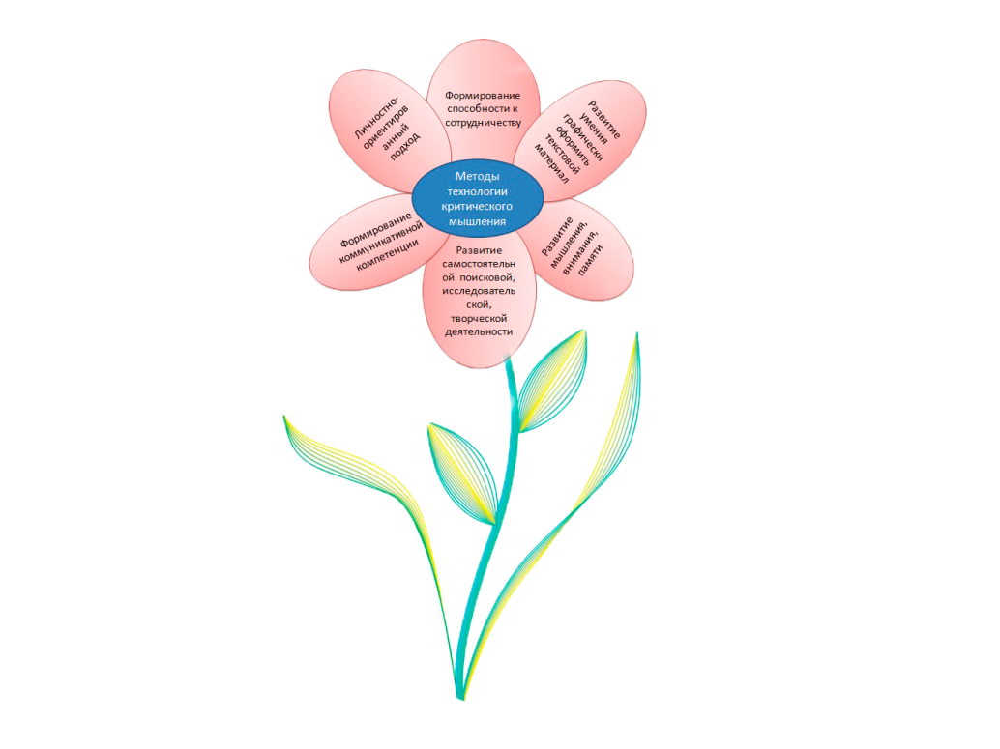 Формирование
способности к
сотрудничеству
Развитие
умения
графически
оформить
текстовой
материал
Развитие
мышления,
внимания,
памяти
Развитие
самостоятельн
ой поисковой,
исследователь
ской,
творческой
деятельности
Формирование
коммуникативной
компетенции
Личностно-
ориентиров
анный
подход
Методы
технологии
критического
мышления